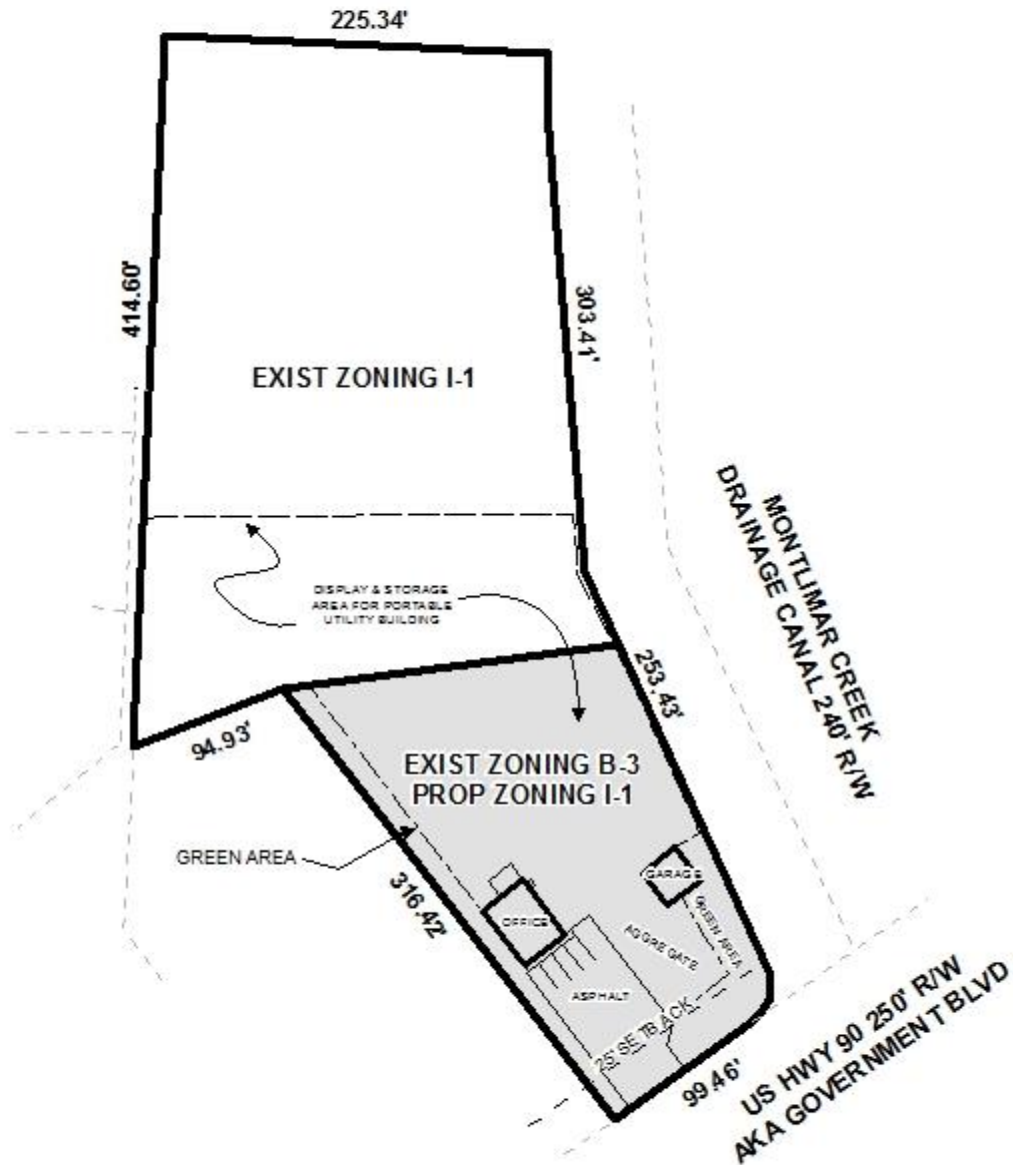 225.34'
414.60'
303.41'
EXIST ZONING I-1
MONTLIMAR CREEK
DRAINAGE CANAL 240' R/W
DISPLAY & STORAGE
AREA FOR PORTABLE
UTILITY BUILDING
253.43'
94.93'
EXIST ZONING B-3
PROP ZONING I-1
GREEN AREA
316.42'
GARAGE
OFFICE
GREEN AREA
AGGREGATE
ASPHALT
25' SETBACK
99.46'
US HWY 90 250' R/W
AKA GOVERNMENT BLVD